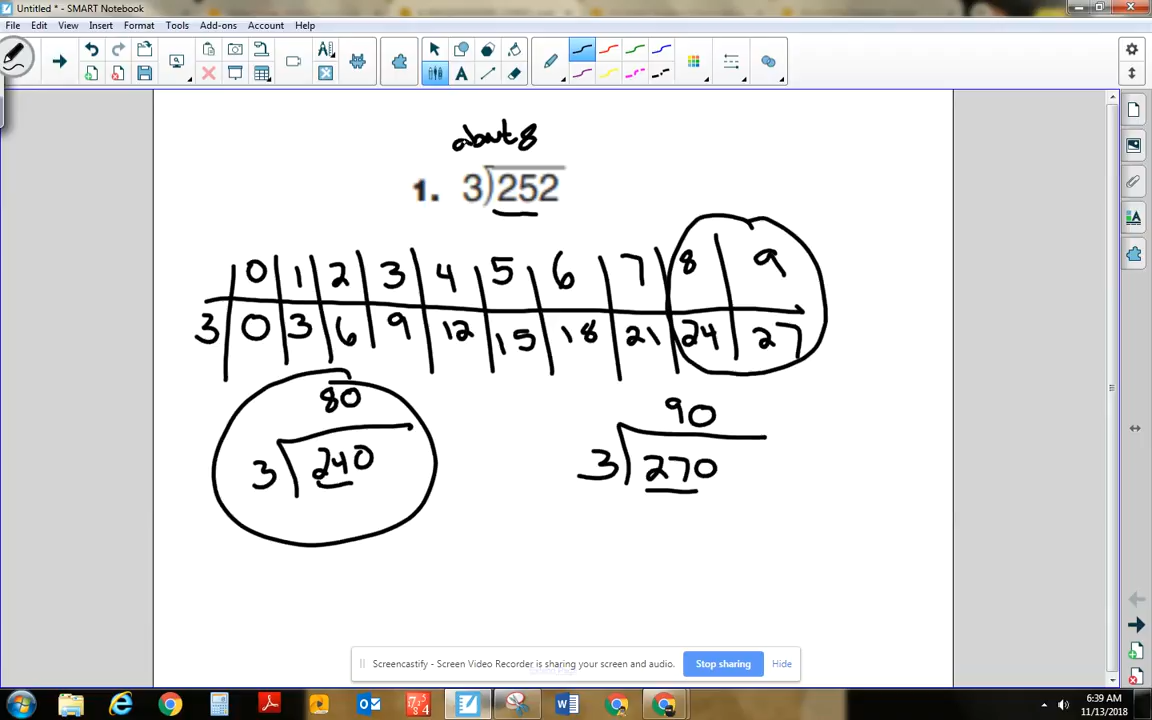 Untitled * - SMART Notebook
File Edit View Insert Format Tools Add-ons Account Help
about 8
1. 3)252
0 1 2 3 4 5 6 7 8 9
3 0 3 6 9 12 15 18 21 24 27
80
3)240
90
3)270
Screencastify - Screen Video Recorder is sharing your screen and audio. Stop sharing Hide
6:39 AM
11/13/2018